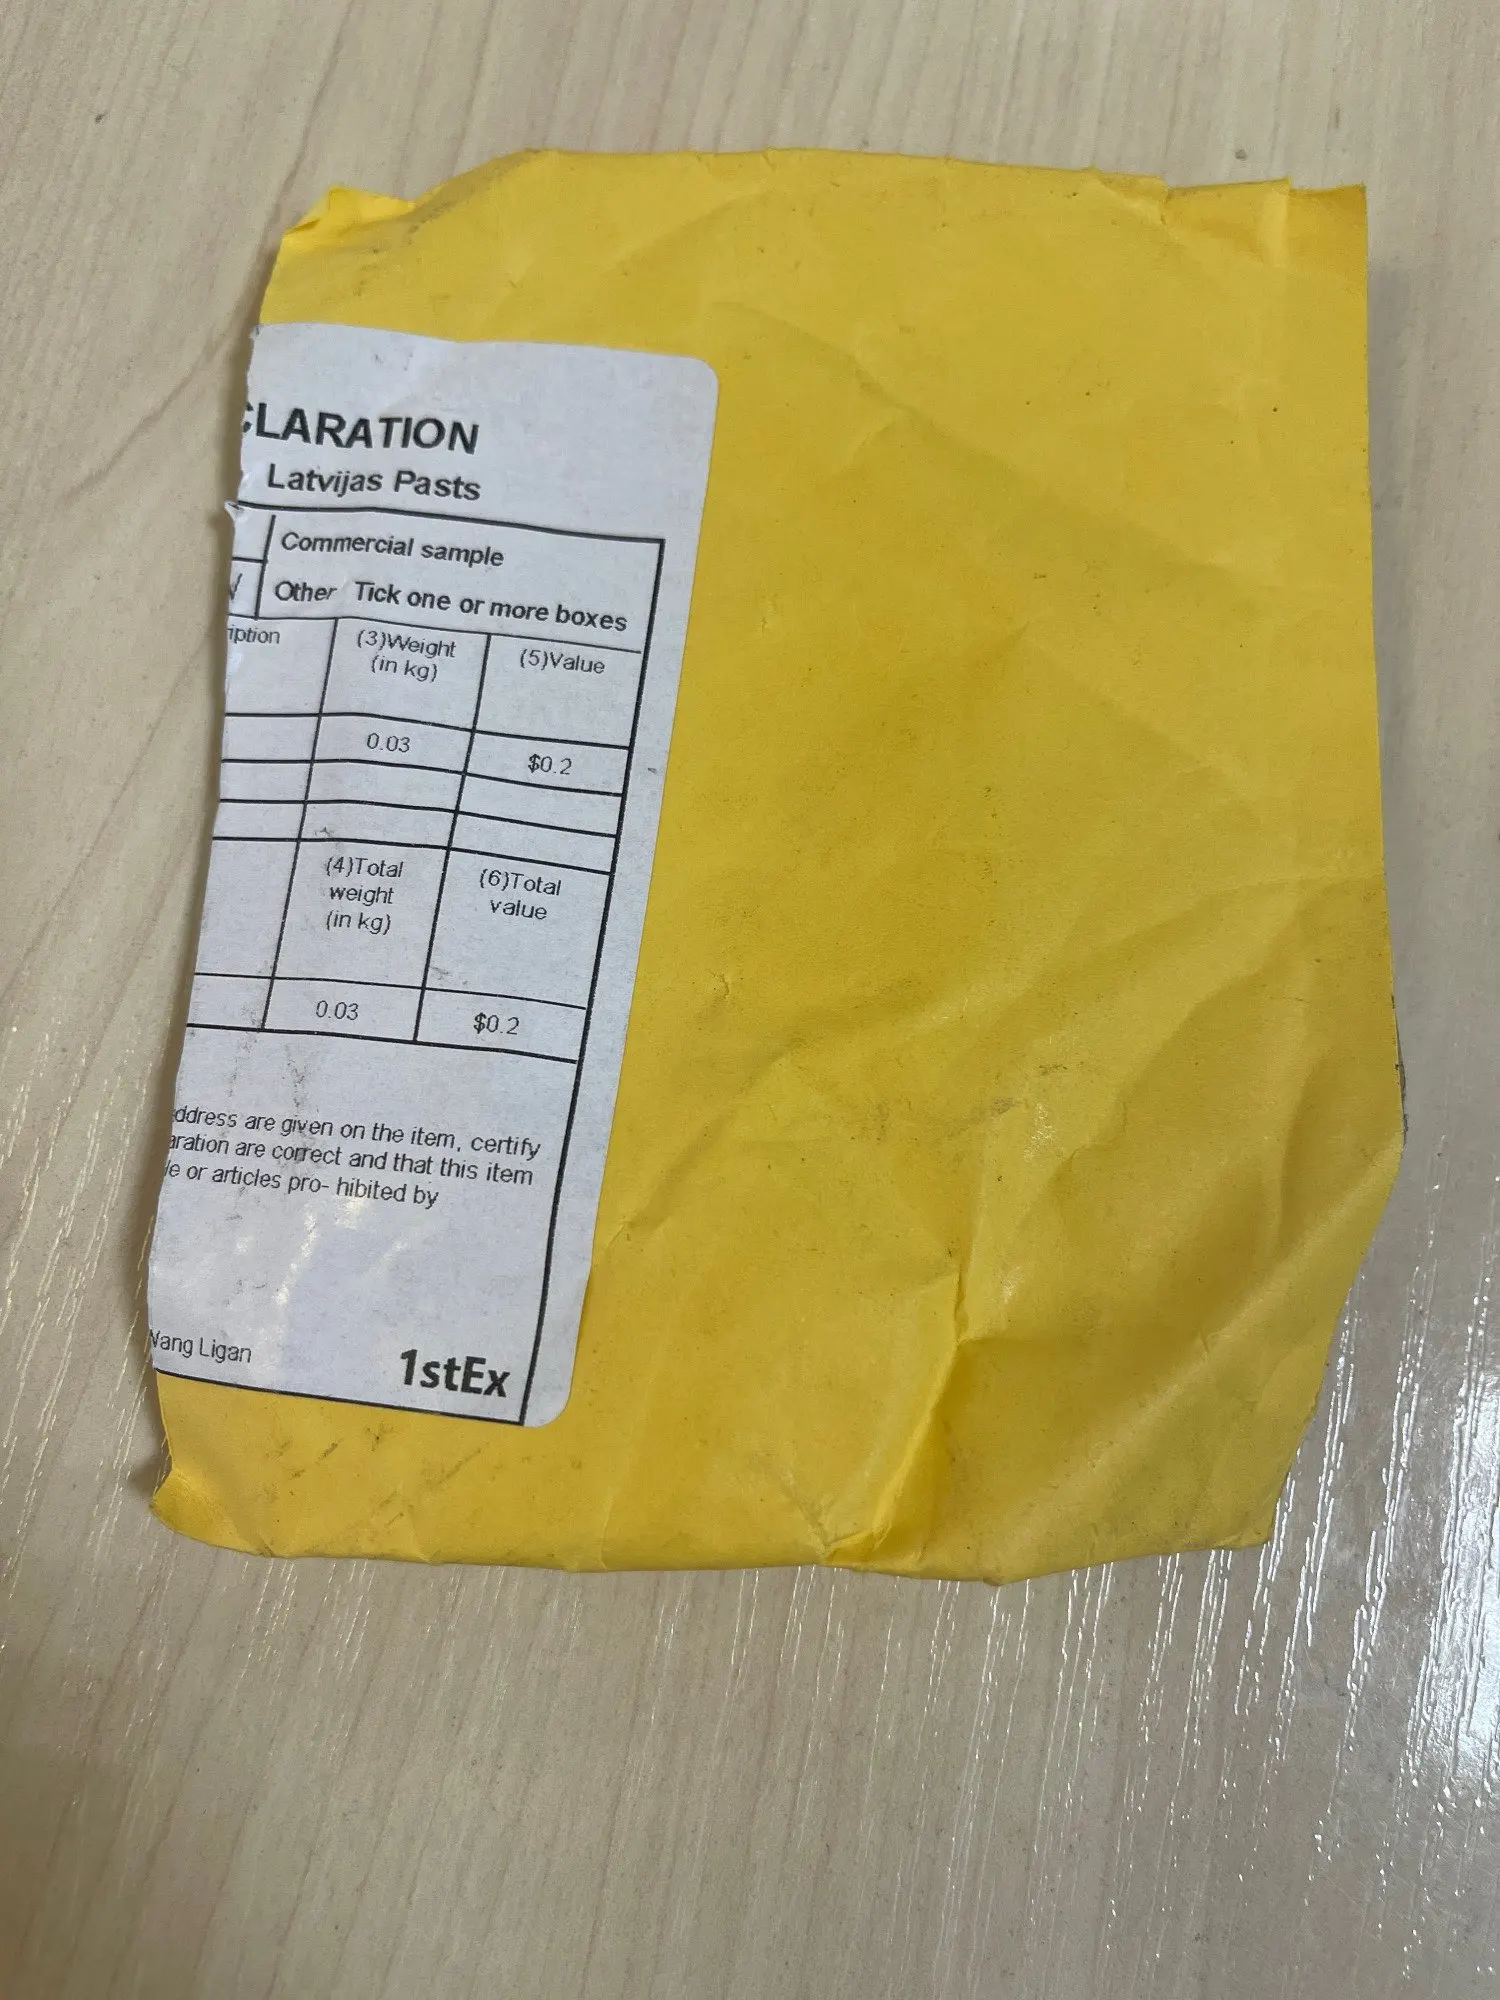 CLARATION
Latvijas Pasts
Commercial sample
√ Other Tick one or more boxes
iption (3)Weight (in kg) (5)Value
0.03 $0.2
(4)Total weight (in kg) (6)Total value
0.03 $0.2
ddress are given on the item, certify
aration are correct and that this item
le or articles pro- hibited by
Wang Ligan 1stEx